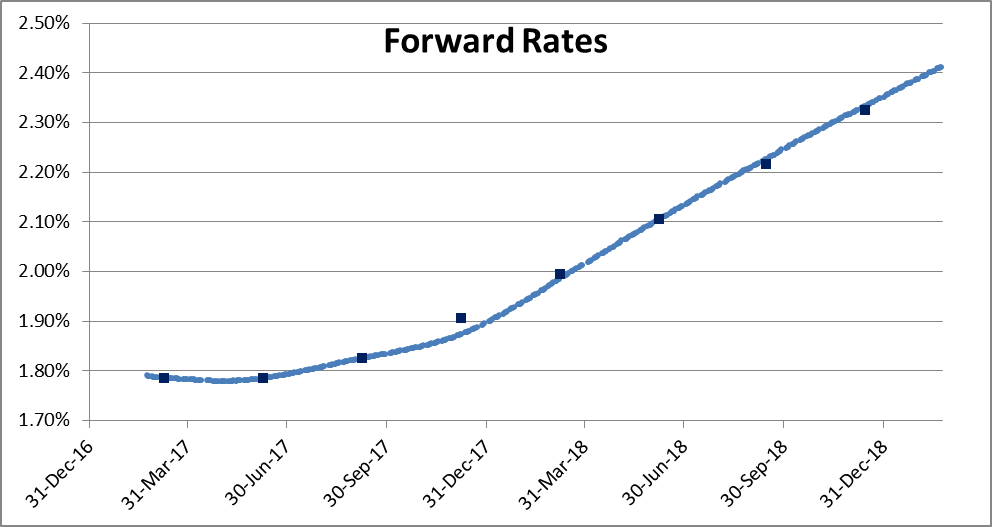 Forward Rates
2.50%
2.40%
2.30%
2.20%
2.10%
2.00%
1.90%
1.80%
1.70%
31-Dec-16
31-Mar-17
30-Jun-17
30-Sep-17
31-Dec-17
31-Mar-18
30-Jun-18
30-Sep-18
31-Dec-18